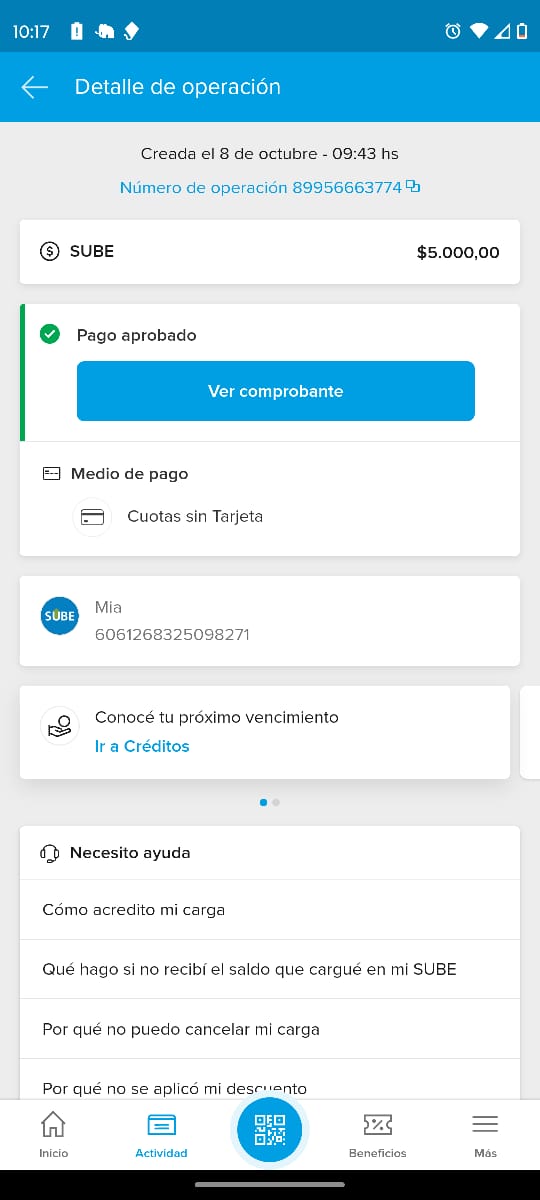 10:17
Detalle de operación
Creada el 8 de octubre - 09:43 hs
Número de operación 89956663774
SUBE $5.000,00
Pago aprobado
Ver comprobante
Medio de pago
Cuotas sin Tarjeta
SUBE
Mia
6061268325098271
Conocé tu próximo vencimiento
Ir a Créditos
Necesito ayuda
Cómo acredito mi carga
Qué hago si no recibí el saldo que cargué en mi SUBE
Por qué no puedo cancelar mi carga
Por qué no se aplicó mi descuento
Inicio Actividad Beneficios Más